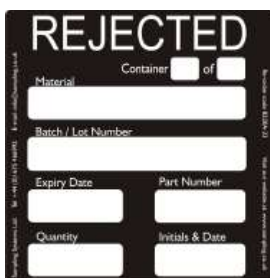 REJECTED
Container of
Material
Batch / Lot Number
Expiry Date Part Number
Quantity Initials & Date